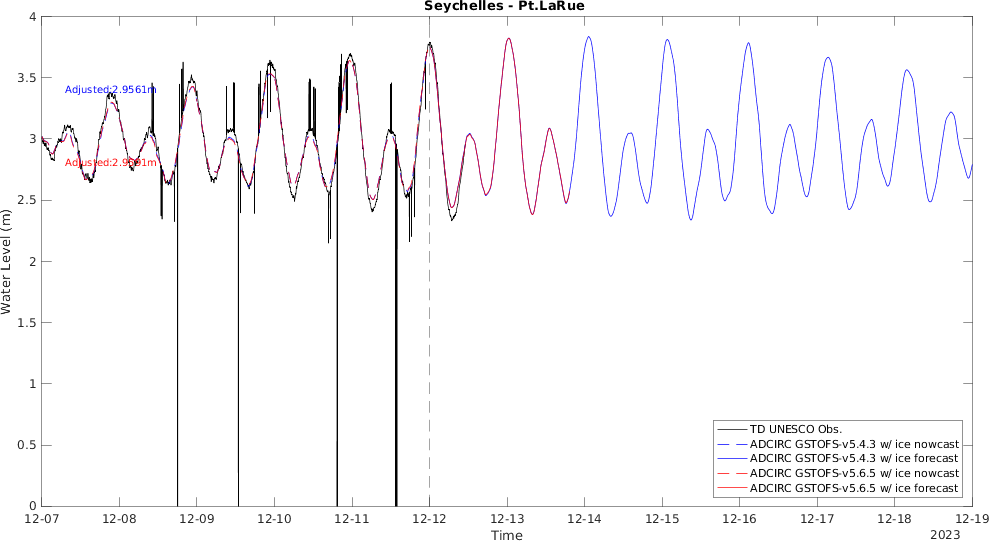 Seychelles - Pt.LaRue
4
3.5
3
2.5
2
1.5
1
0.5
0
Water Level (m)
Adjusted:2.9561m
TD UNESCO Obs.
ADCIRC GSTOFS-v5.4.3 w/ ice nowcast
ADCIRC GSTOFS-v5.4.3 w/ ice forecast
ADCIRC GSTOFS-v5.6.5 w/ ice nowcast
ADCIRC GSTOFS-v5.6.5 w/ ice forecast
12-07 12-08 12-09 12-10 12-11 12-12 12-13 12-14 12-15 12-16 12-17 12-18 12-19
Time
2023